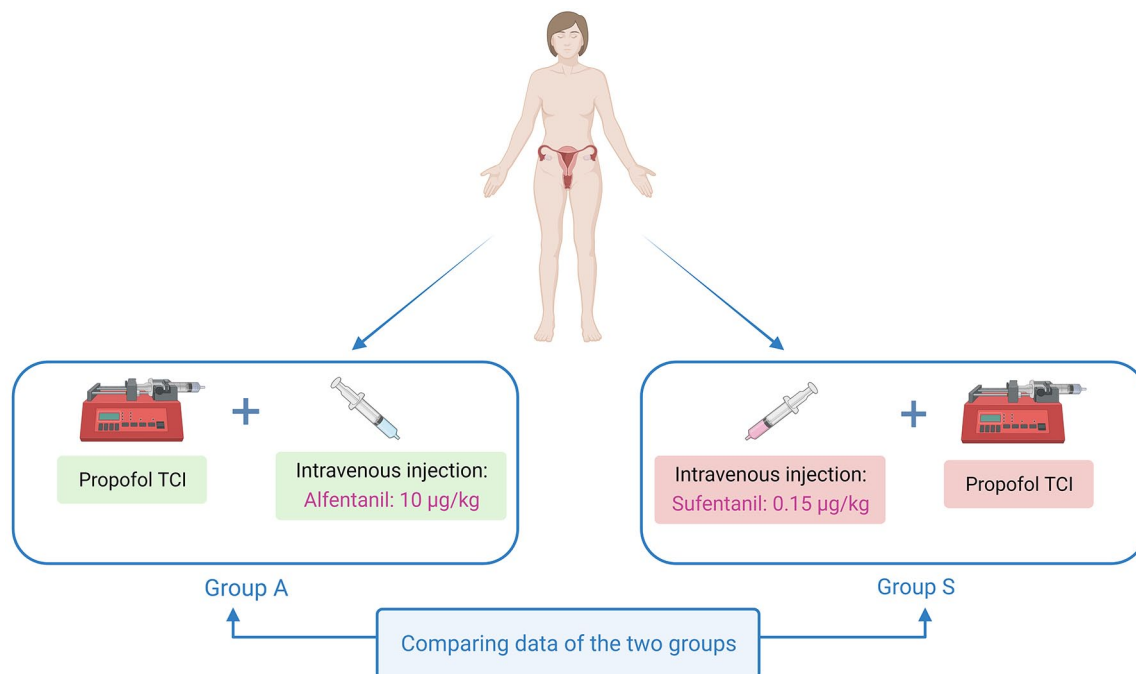 Propofol TCI
Intravenous injection:
Alfentanil: 10 µg/kg
Group A
Intravenous injection:
Sufentanil: 0.15 µg/kg
Propofol TCI
Group S
Comparing data of the two groups